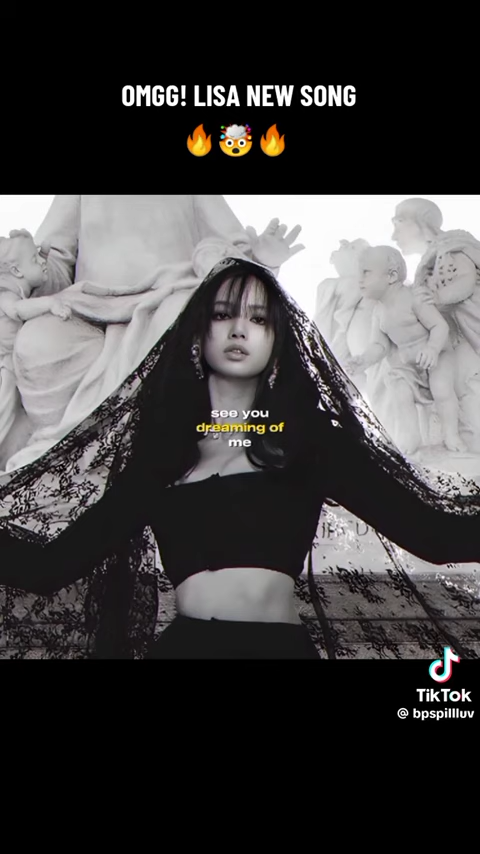 OMGG! LISA NEW SONG
🔥🤯🔥
see you
dreaming of
me
TikTok
@ bpspillluv